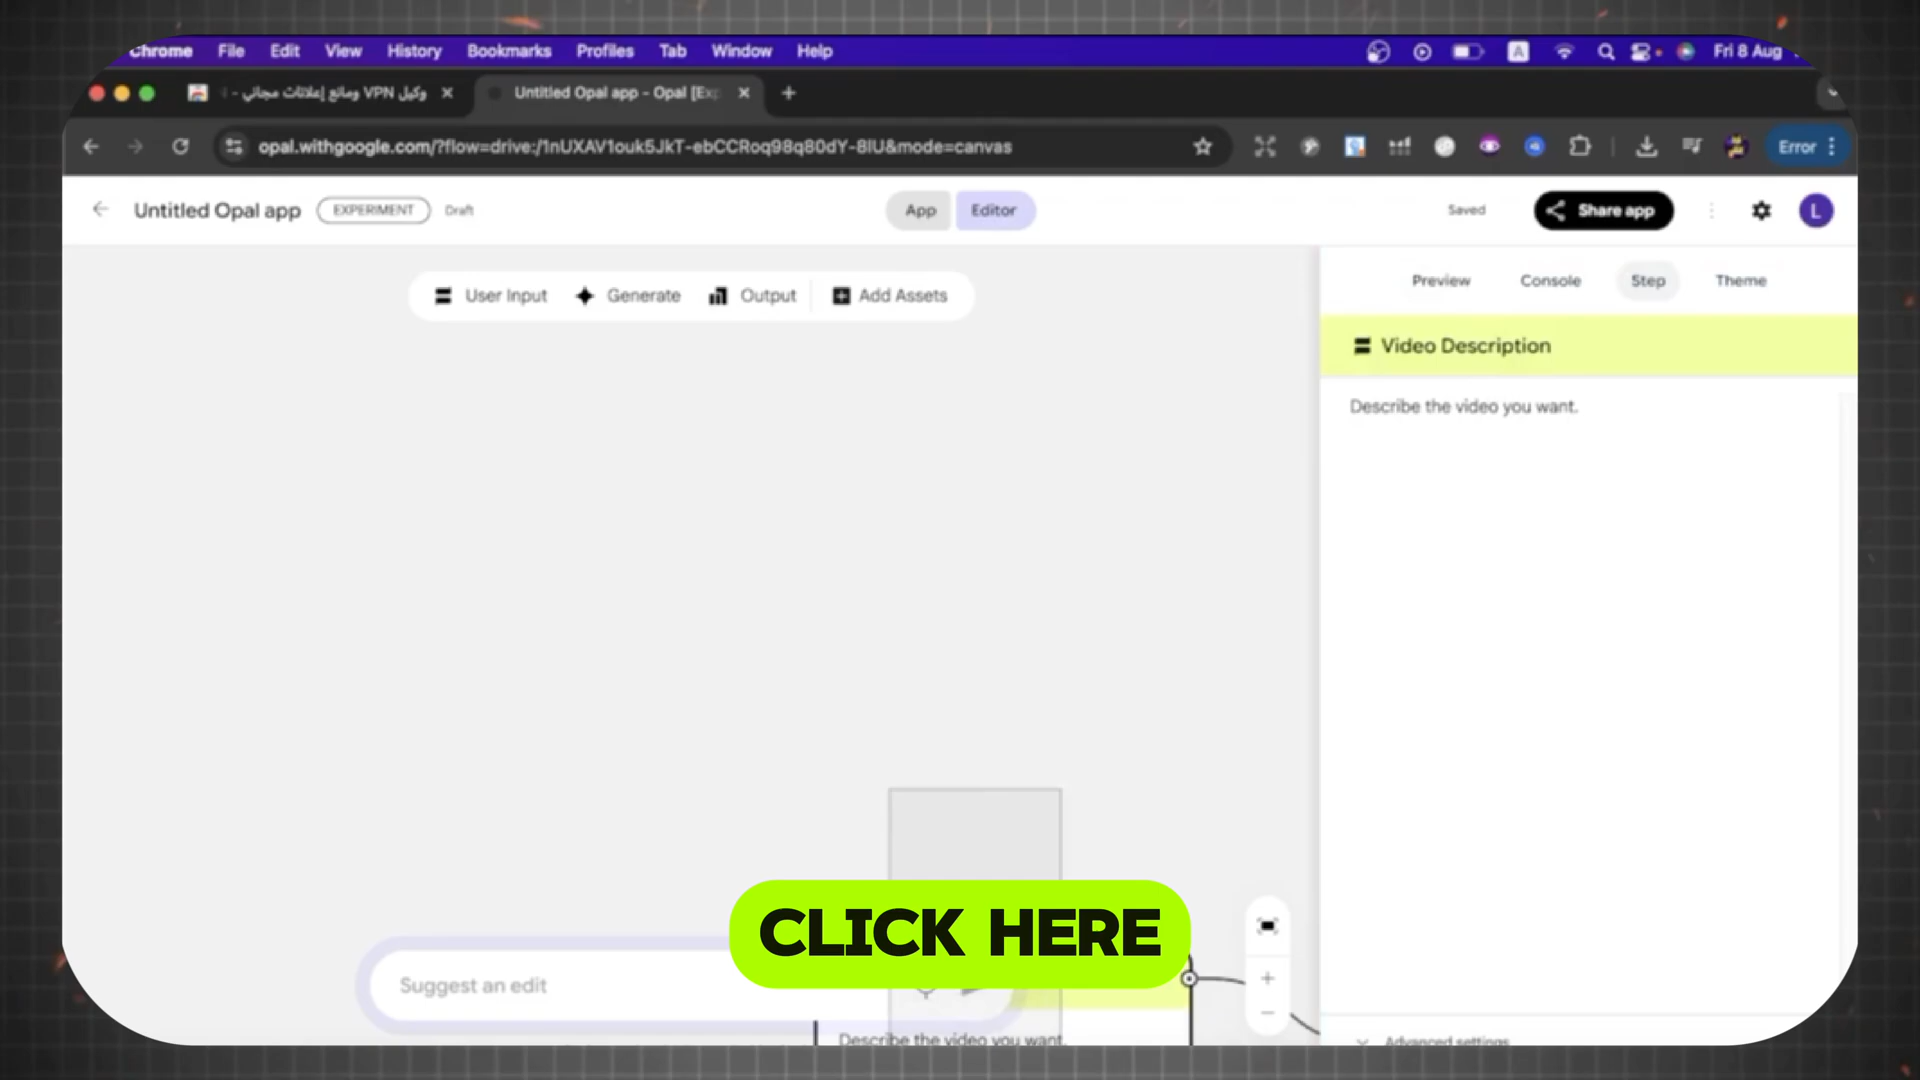 Chrome File Edit View History Bookmarks Profiles Tab Window Help A Fri 8 Aug
وكيل VPN ومانع إعلانات مجاني -
Untitled Opal app - Opal [Exp
opal.withgoogle.com/?flow=drive:/1nUXAV1ouk5JkT-ebCCRoq98q80dY-8IU&mode=canvas
Error
Untitled Opal app EXPERIMENT Draft App Editor Saved Share app L
User Input Generate Output Add Assets
Preview Console Step Theme
Video Description
Describe the video you want.
CLICK HERE
Suggest an edit
Describe the video you want.
Advanced settings